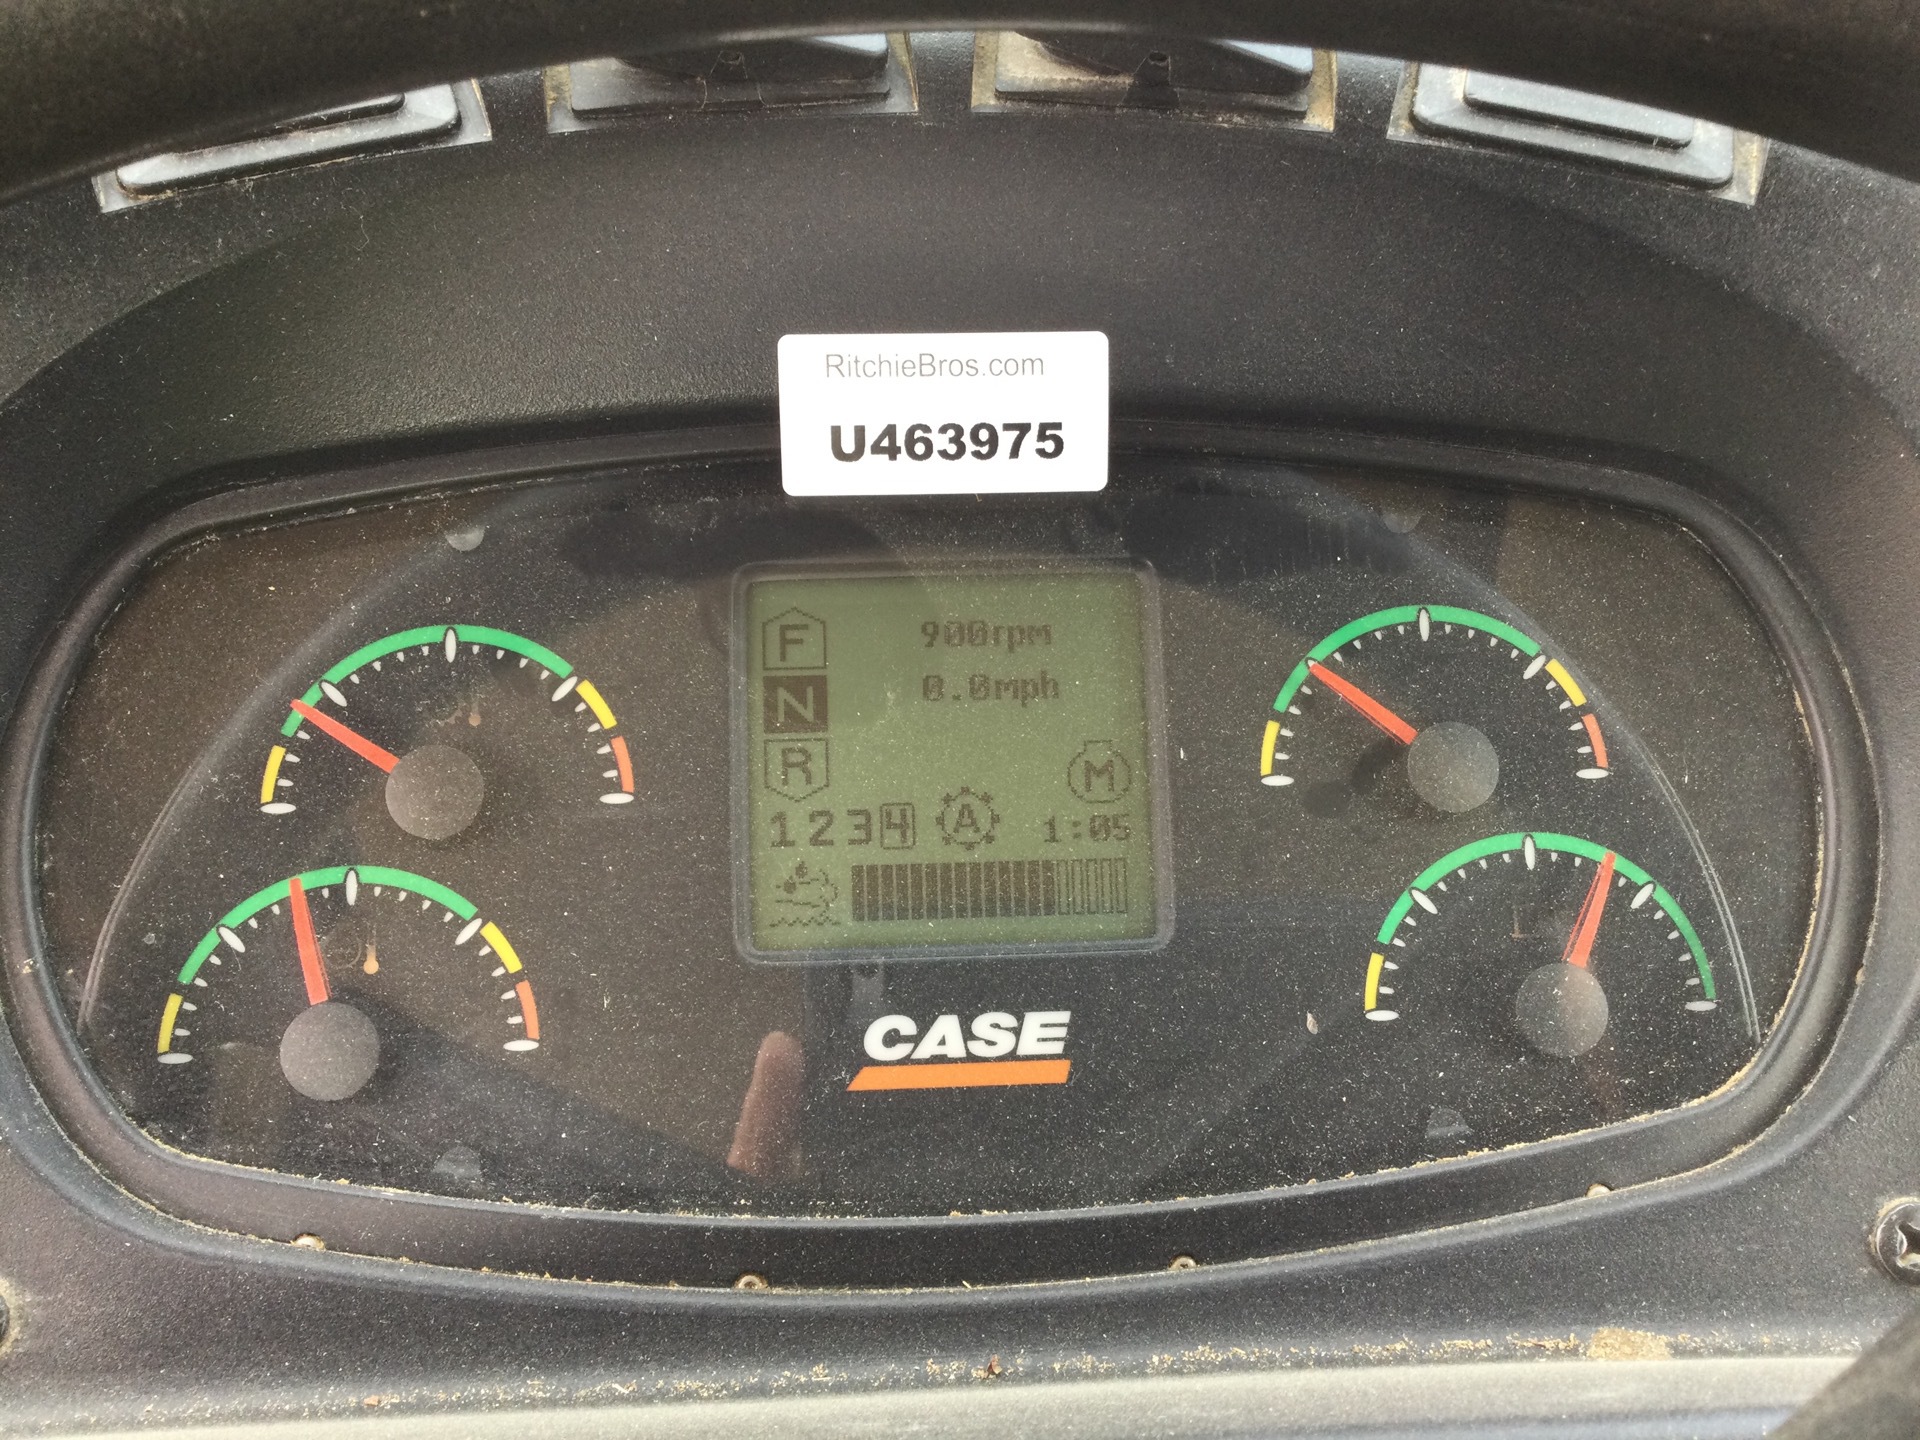 RitchieBros.com
U463975
F 900rpm
N 0.0mph
R M
1 2 3 4 A 1:05
CASE